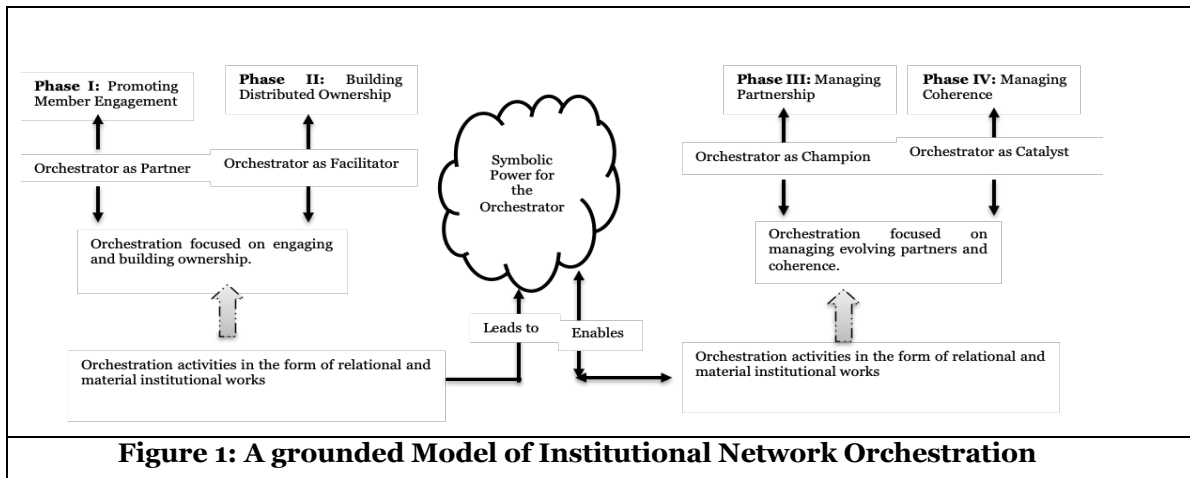 Phase I: Promoting
Member Engagement
Phase II: Building
Distributed Ownership
Orchestrator as Partner
Orchestrator as Facilitator
Orchestration focused on engaging
and building ownership.
Orchestration activities in the form of relational and
material institutional works
Symbolic
Power for
the
Orchestrator
Leads to
Enables
Phase III: Managing
Partnership
Phase IV: Managing
Coherence
Orchestrator as Champion
Orchestrator as Catalyst
Orchestration focused on
managing evolving partners and
coherence.
Orchestration activities in the form of relational and
material institutional works
Figure 1: A grounded Model of Institutional Network Orchestration